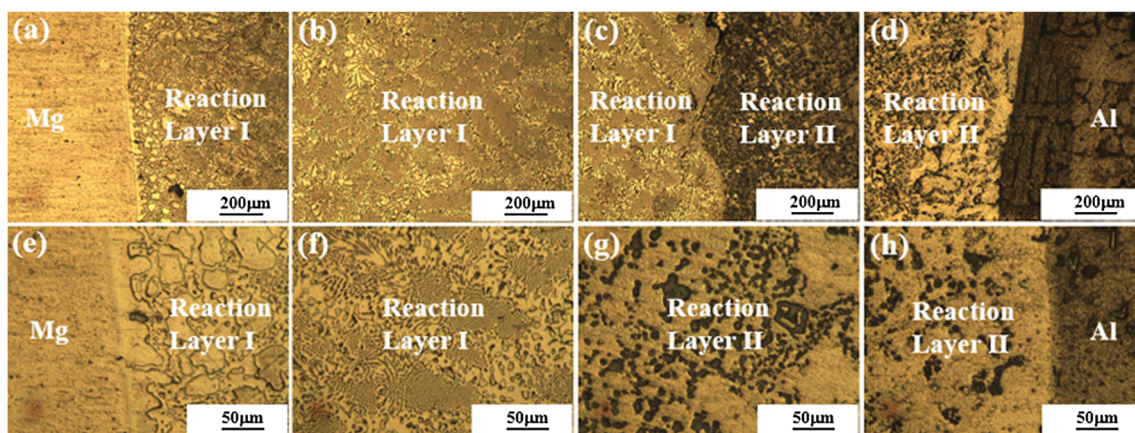 (a)
Mg
Reaction
Layer I
200μm
(b)
Reaction
Layer I
200μm
(c)
Reaction
Layer I
Reaction
Layer II
200μm
(d)
Reaction
Layer II
Al
200μm
(e)
Mg
Reaction
Layer I
50μm
(f)
Reaction
Layer I
50μm
(g)
Reaction
Layer II
50μm
(h)
Reaction
Layer II
Al
50μm